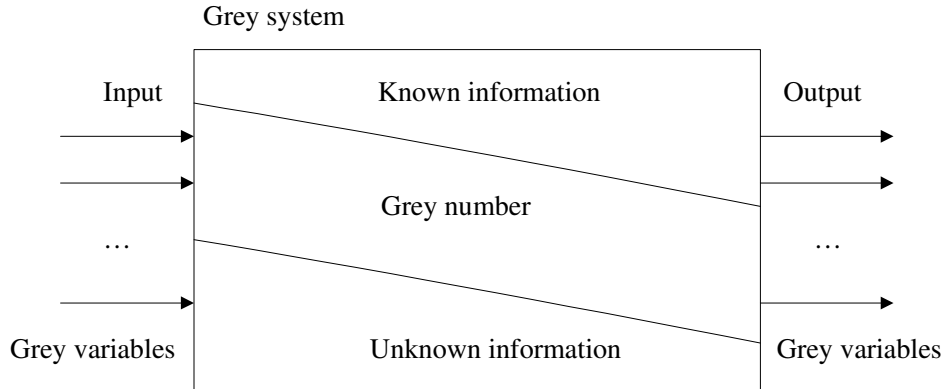 Grey system
Input
Known information
Output
Grey number
…
…
Grey variables
Unknown information
Grey variables